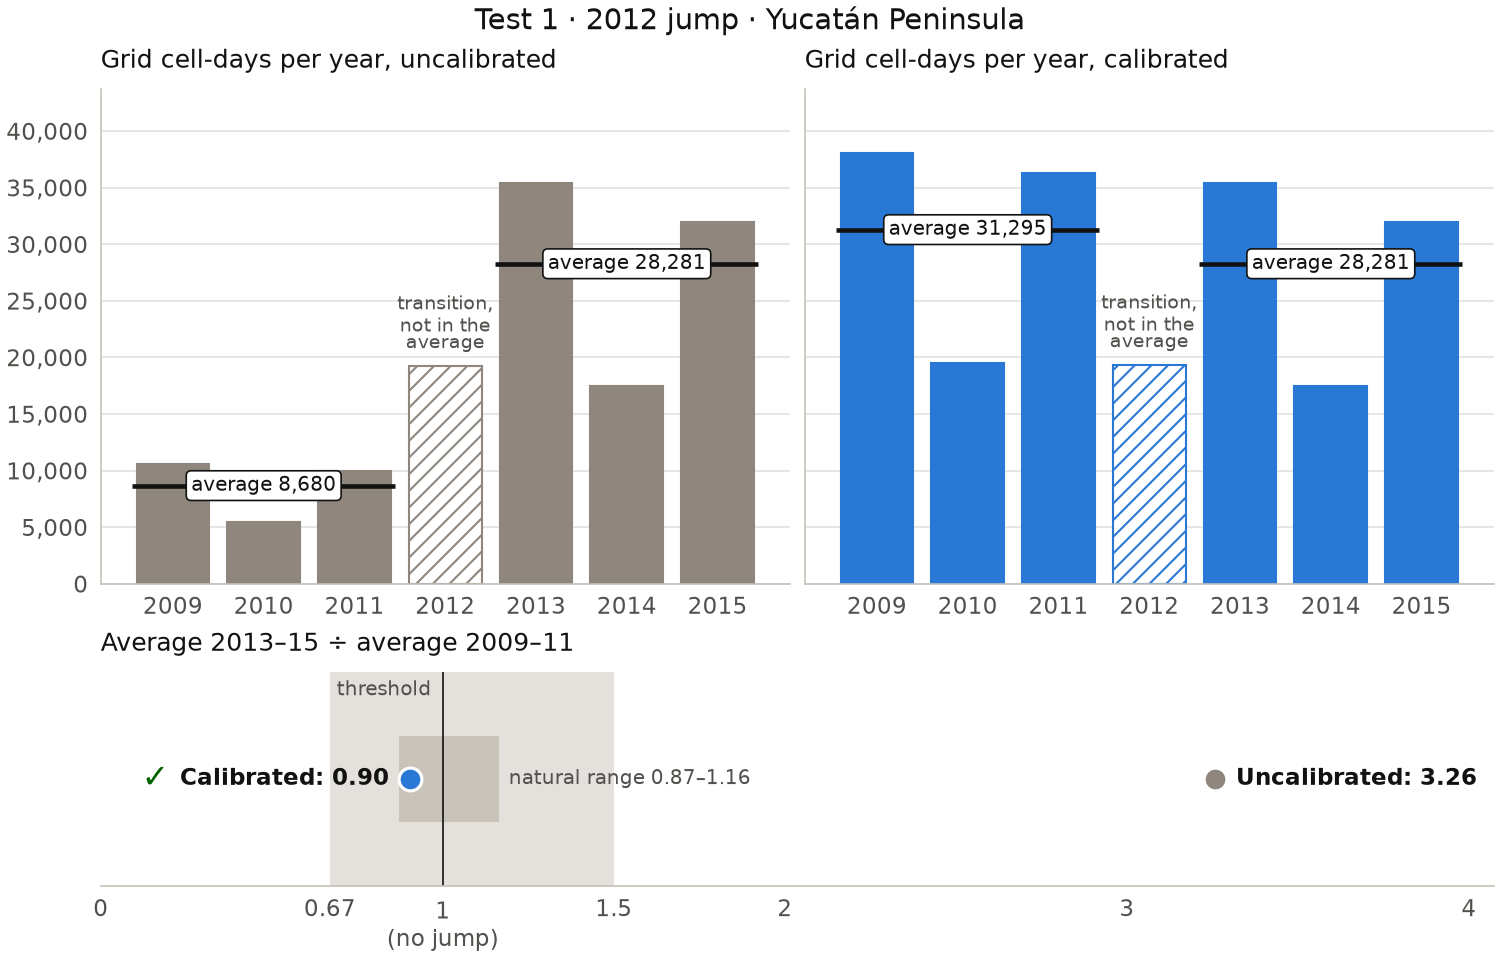 Test 1 · 2012 jump · Yucatán Peninsula
Grid cell-days per year, uncalibrated
40,000
35,000
30,000
25,000
20,000
15,000
10,000
5,000
0
average 8,680
transition,
not in the
average
average 28,281
2009 2010 2011 2012 2013 2014 2015
Grid cell-days per year, calibrated
average 31,295
transition,
not in the
average
average 28,281
2009 2010 2011 2012 2013 2014 2015
Average 2013–15 ÷ average 2009–11
threshold
✓ Calibrated: 0.90
natural range 0.87–1.16
Uncalibrated: 3.26
0 0.67 1 1.5 2 3 4
(no jump)